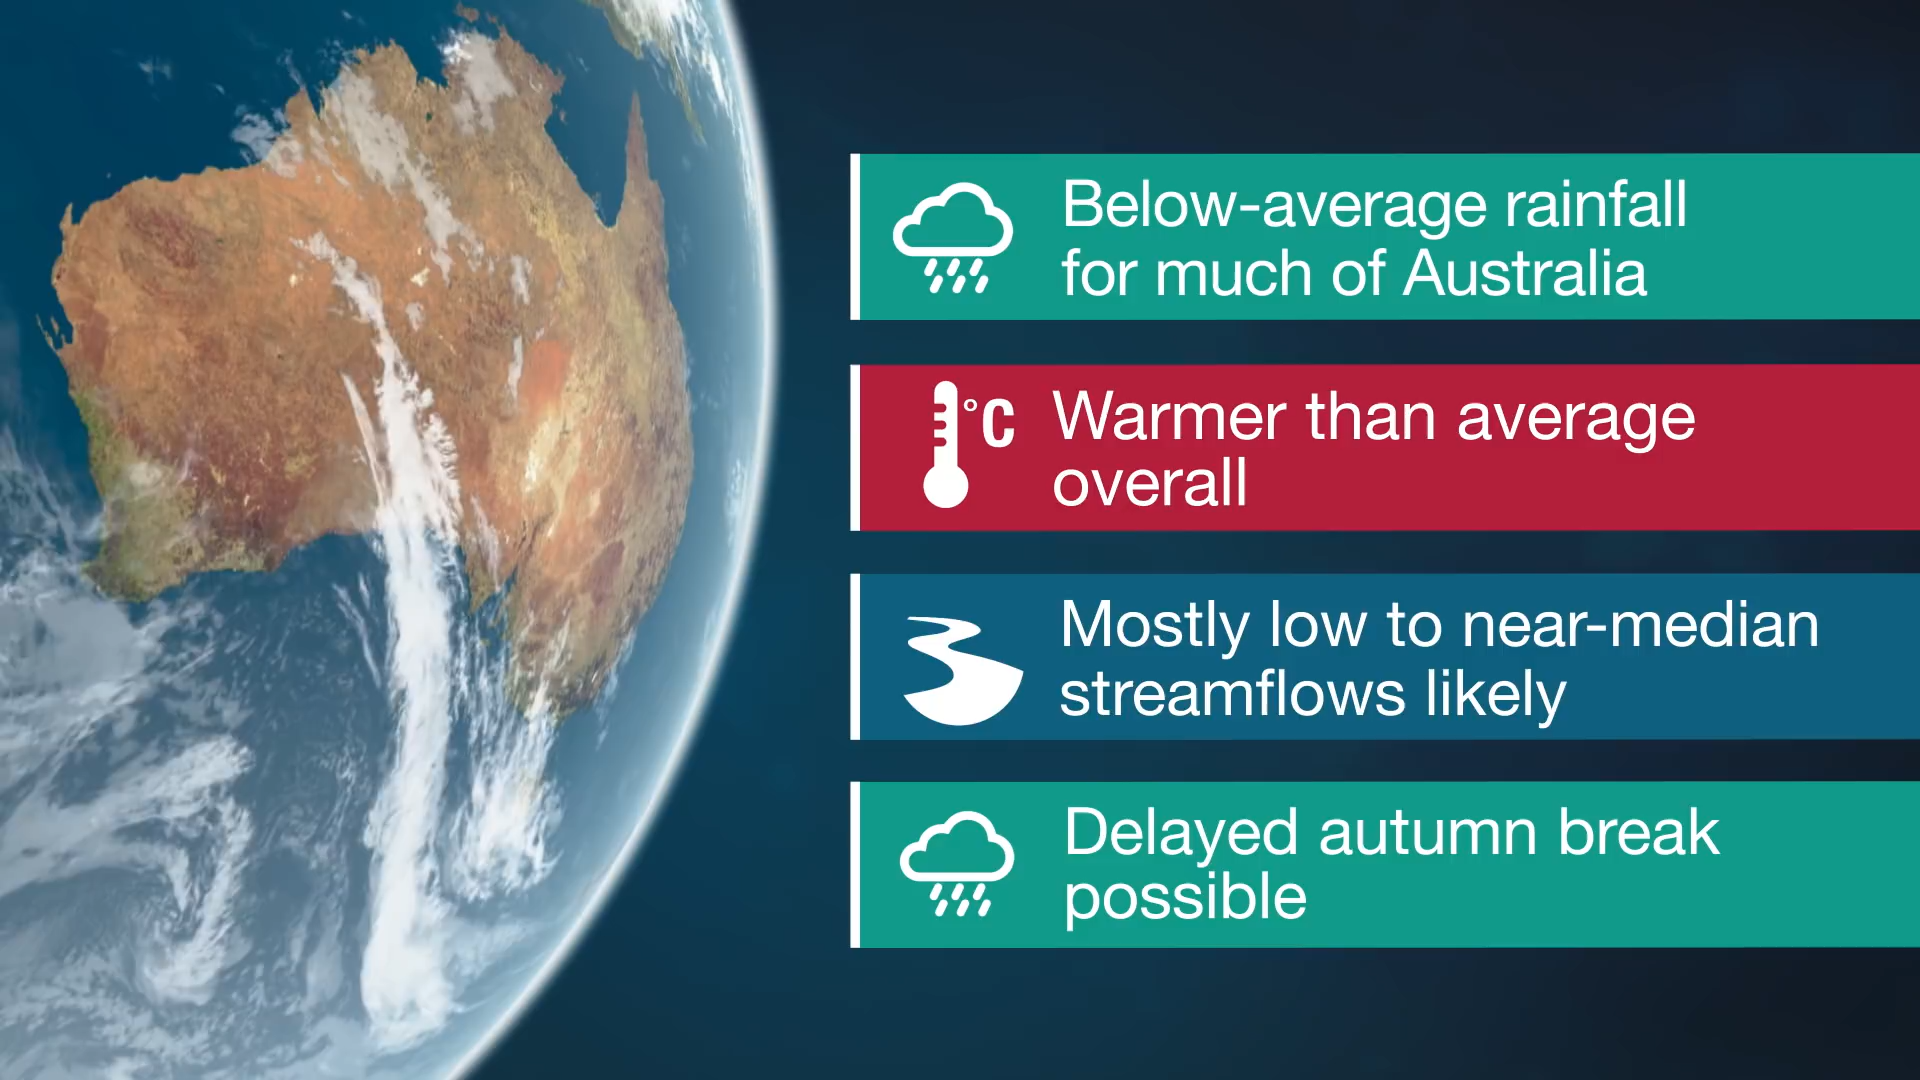 Below-average rainfall
for much of Australia
°C
Warmer than average
overall
Mostly low to near-median
streamflows likely
Delayed autumn break
possible